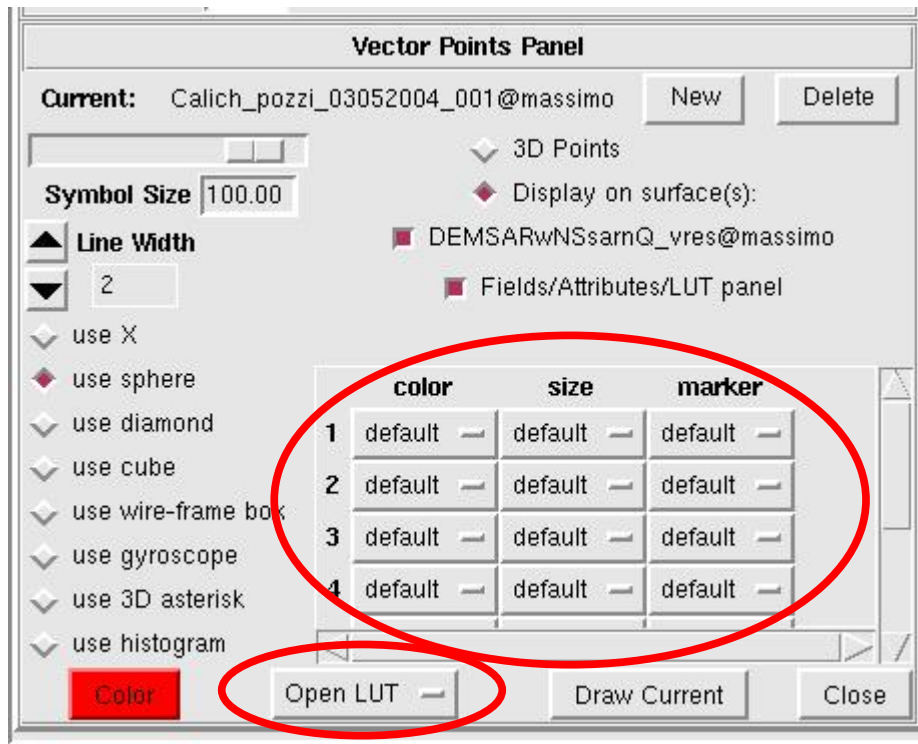 Vector Points Panel
Current: Calich_pozzi_03052004_001@massimo New Delete
3D Points
Symbol Size 100.00
Display on surface(s):
Line Width
DEMSARwNSsarnQ_vres@massimo
2
Fields/Attributes/LUT panel
use X
use sphere
use diamond
use cube
use wire-frame box
use gyroscope
use 3D asterisk
use histogram
color size marker
1 default default default
2 default default default
3 default default default
4 default default default
Color Open LUT Draw Current Close